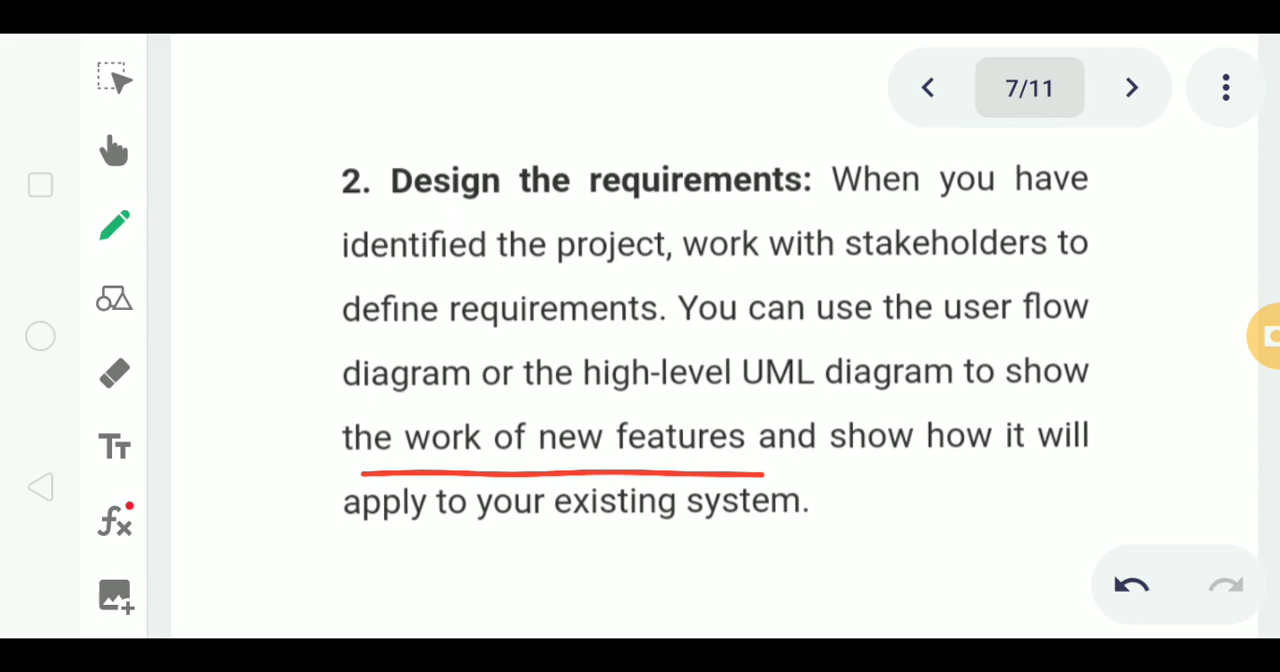 7/11
2. Design the requirements: When you have
identified the project, work with stakeholders to
define requirements. You can use the user flow
diagram or the high-level UML diagram to show
the work of new features and show how it will
apply to your existing system.
TT
fx